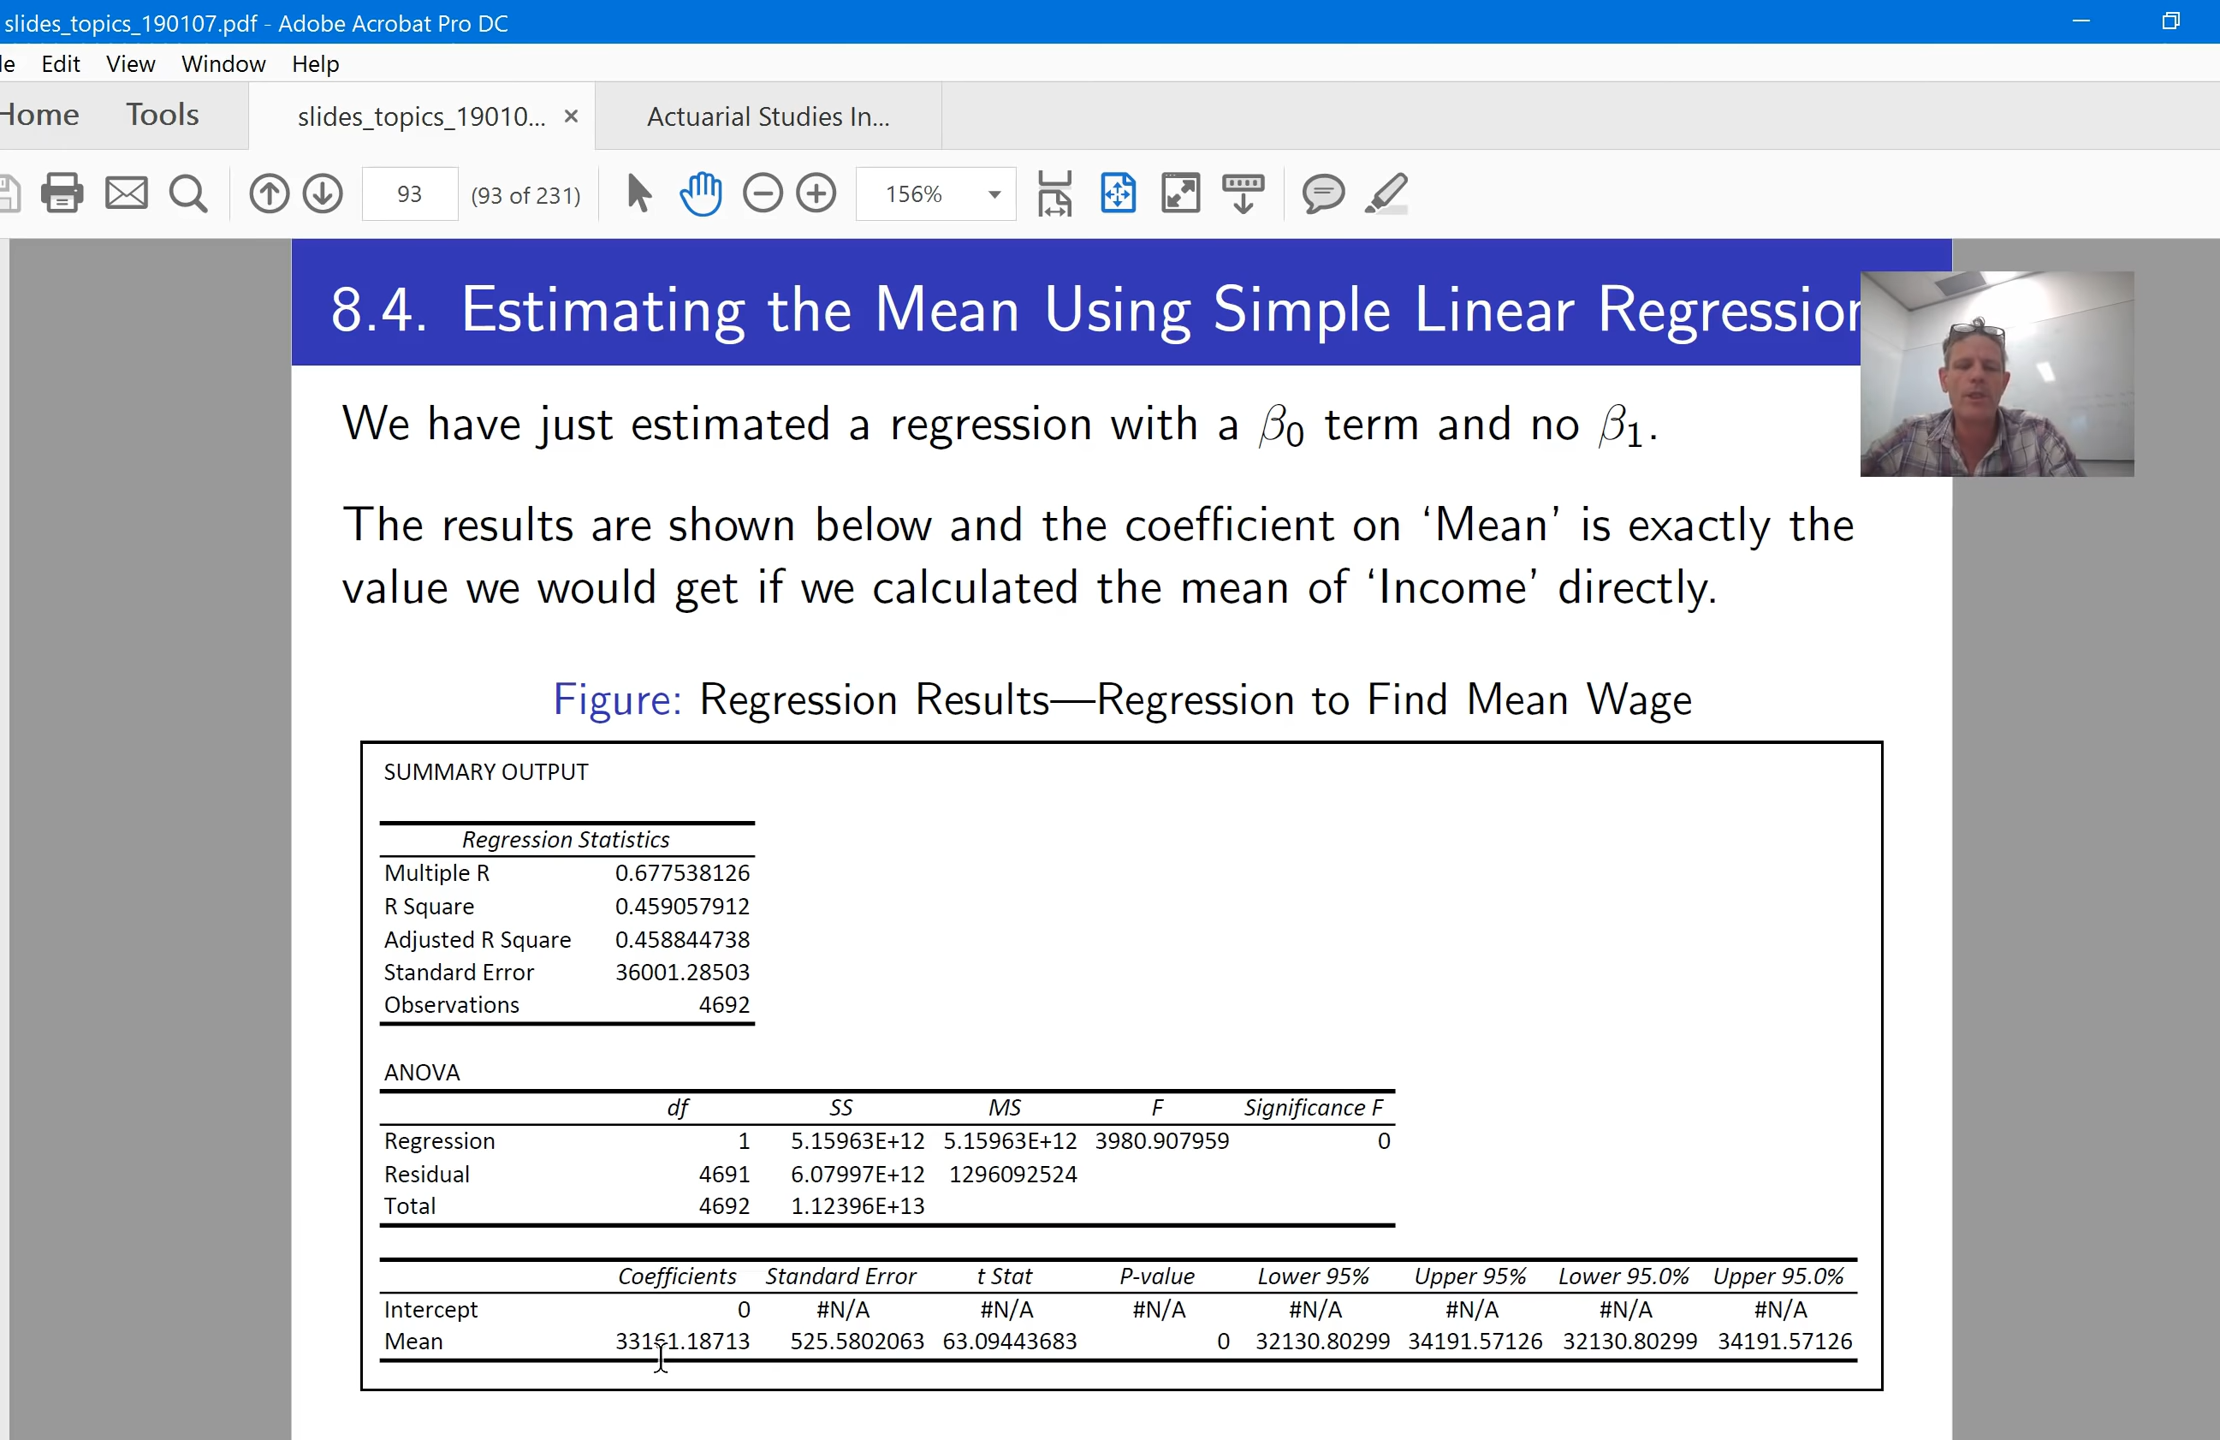 slides_topics_190107.pdf - Adobe Acrobat Pro DC
le Edit View Window Help
Home Tools slides_topics_19010... × Actuarial Studies In...
93 (93 of 231) 156%
8.4. Estimating the Mean Using Simple Linear Regression
We have just estimated a regression with a β₀ term and no β₁.
The results are shown below and the coefficient on ‘Mean’ is exactly the
value we would get if we calculated the mean of ‘Income’ directly.
Figure: Regression Results—Regression to Find Mean Wage
SUMMARY OUTPUT
Regression Statistics
Multiple R 0.677538126
R Square 0.459057912
Adjusted R Square 0.458844738
Standard Error 36001.28503
Observations 4692
ANOVA
df SS MS F Significance F
Regression 1 5.15963E+12 5.15963E+12 3980.907959 0
Residual 4691 6.07997E+12 1296092524
Total 4692 1.12396E+13
Coefficients Standard Error t Stat P-value Lower 95% Upper 95% Lower 95.0% Upper 95.0%
Intercept 0 #N/A #N/A #N/A #N/A #N/A #N/A #N/A
Mean 33161.18713 525.5802063 63.09443683 0 32130.80299 34191.57126 32130.80299 34191.57126